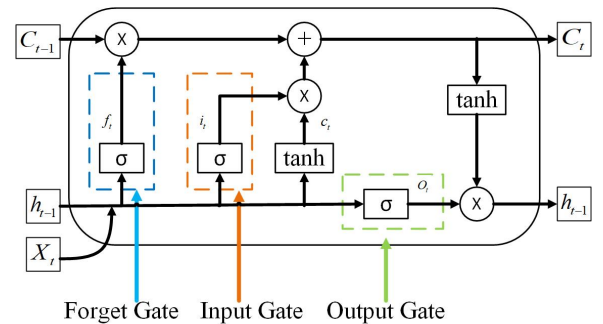 C_{t-1} X + C_t
tanh
f_t i_t X c_t
σ σ tanh
h_{t-1} σ O_t X h_{t-1}
X_t
Forget Gate Input Gate Output Gate